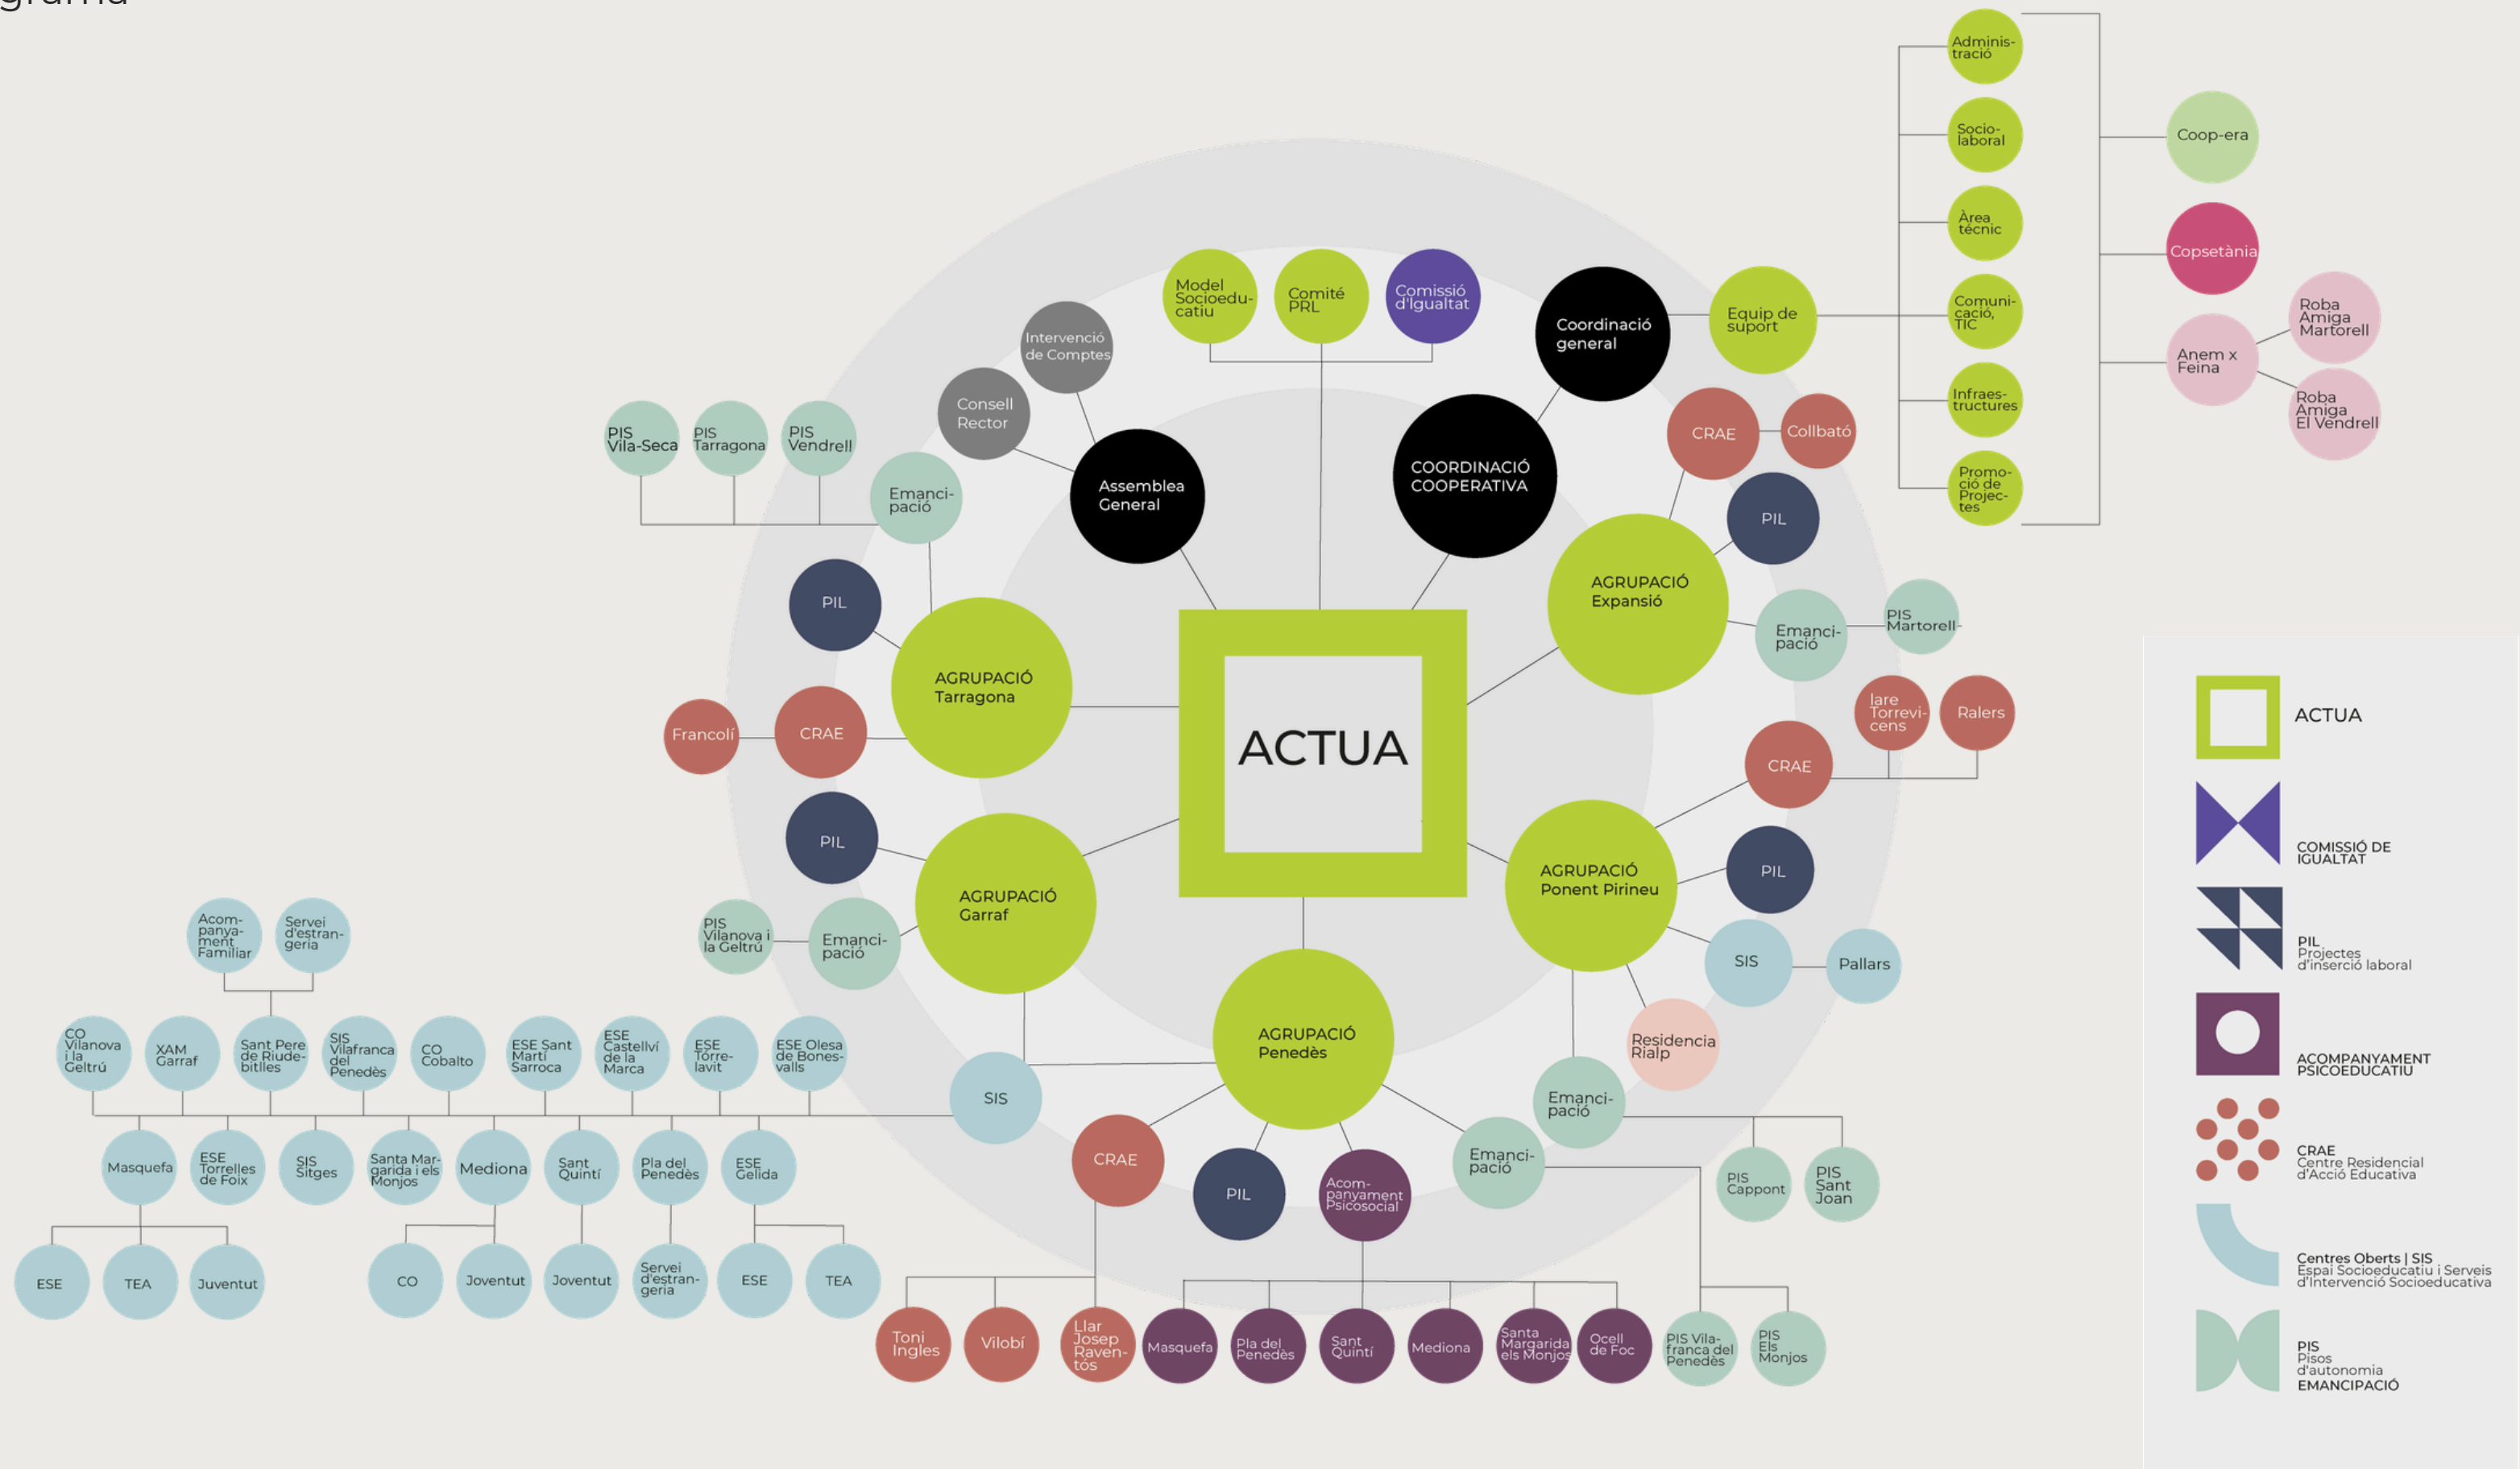 grama
Adminis-
tració
Socio-
laboral
Àrea
técnic
Comuni-
cació,
TIC
Infraes-
tructures
Promo-
ció de
Projec-
tes
Coop-era
Copsetània
Anem x
Feina
Roba
Amiga
Martorell
Roba
Amiga
El Vendrell
Model
Socioedu-
catiu
Comité
PRL
Comissió
d'Igualtat
Coordinació
general
Equip de
suport
Intervenció
de Comptes
Consell
Rector
Assemblea
General
COORDINACIÓ
COOPERATIVA
CRAE
Collbató
PIL
AGRUPACIÓ
Expansió
Emanci-
pació
PIS
Martorell-
PIS
Vila-Seca
PIS
Tarragona
PIS
Vendrell
Emanci-
pació
PIL
AGRUPACIÓ
Tarragona
CRAE
Francolí
ACTUA
lare
Torrevi-
cens
Ralers
CRAE
PIL
AGRUPACIÓ
Ponent Pirineu
SIS
Pallars
Residencia
Rialp
Emanci-
pació
PIS
Cappont
PIS
Sant
Joan
PIL
AGRUPACIÓ
Garraf
Emanci-
pació
PIS
Vilanova i
la Geltrú
AGRUPACIÓ
Penedès
SIS
CRAE
PIL
Acom-
panyament
Psicosocial
Emanci-
pació
Acom-
panya-
ment
Familiar
Servei
d'estran-
geria
CO
Vilanova
i la
Geltrú
XAM
Garraf
Sant Pere
de Riude-
bitlles
SIS
Vilafranca
del
Penedès
CO
Cobalto
ESE Sant
Martí
Sarroca
ESE
Castellví
de la
Marca
ESE
Torre-
lavit
ESE Olesa
de Bones-
valls
Masquefa
ESE
Torrelles
de Foix
SIS
Sitges
Santa Mar-
garida i els
Monjos
Mediona
Sant
Quintí
Pla del
Penedès
ESE
Gelida
ESE
TEA
Juventut
CO
Joventut
Joventut
Servei
d'estran-
geria
ESE
TEA
Toni
Ingles
Vilobí
Llar
Josep
Raven-
tós
Masquefa
Pla del
Penedès
Sant
Quintí
Mediona
Santa
Margarida
els Monjos
Ocell
de Foc
PIS Vila-
franca del
Penedès
PIS
Els
Monjos
ACTUA
COMISSIÓ DE
IGUALTAT
PIL
Projectes
d'inserció laboral
ACOMPANYAMENT
PSICOEDUCATIU
CRAE
Centre Residencial
d'Acció Educativa
Centres Oberts | SIS
Espai Socioeducatiu i Serveis
d'Intervenció Socioeducativa
PIS
Pisos
d'autonomia
EMANCIPACIÓ